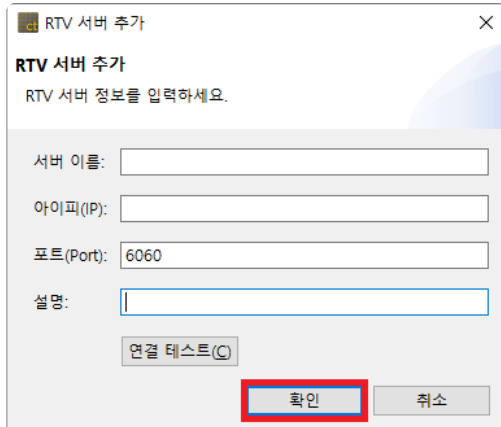 ct RTV 서버 추가
RTV 서버 추가
RTV 서버 정보를 입력하세요.
서버 이름:
아이피(IP):
포트(Port): 6060
설명:
연결 테스트(C)
확인 취소